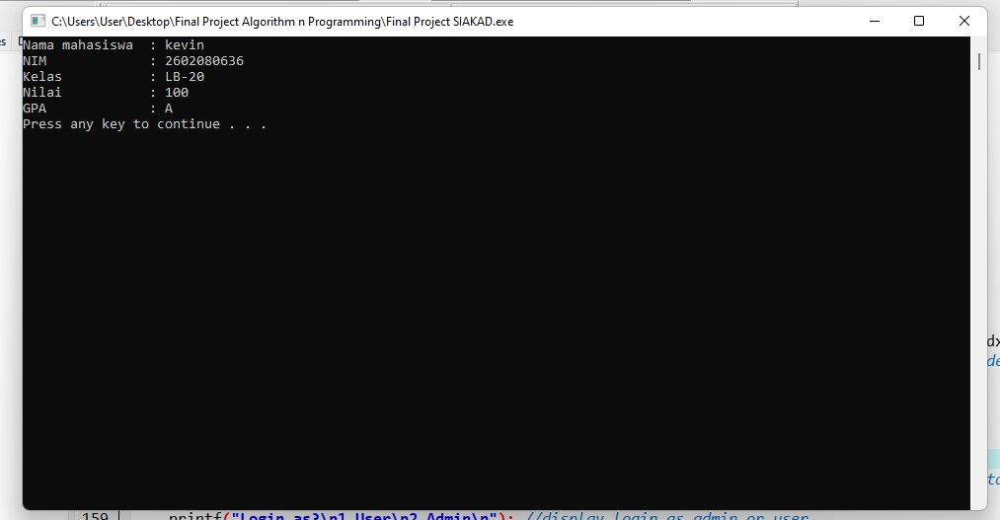 C:\Users\User\Desktop\Final Project Algorithm n Programming\Final Project SIAKAD.exe
Nama mahasiswa  : kevin
NIM             : 2602080636
Kelas           : LB-20
Nilai           : 100
GPA             : A
Press any key to continue . . .
159 printf("Login as?\n1.User\n2.Admin\n"); //display login as admin or user